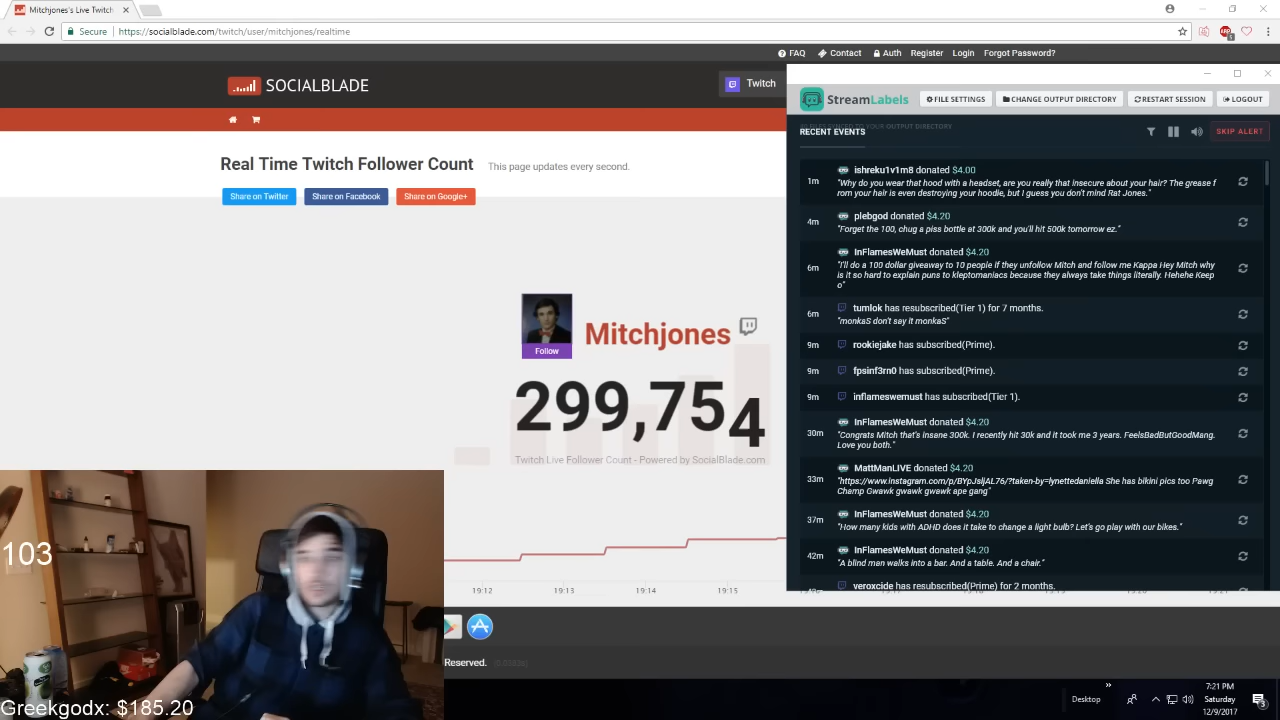 Mitchjones's Live Twitch
Secure
https://socialblade.com/twitch/user/mitchjones/realtime
FAQ Contact Auth Register Login Forgot Password?
SOCIALBLADE
Twitch
Real Time Twitch Follower Count
This page updates every second.
Share on Twitter
Share on Facebook
Share on Google+
Follow
Mitchjones
299,754
Twitch Live Follower Count - Powered by SocialBlade.com
19:12
19:13
19:14
19:15
Reserved.
StreamLabels
FILE SETTINGS
CHANGE OUTPUT DIRECTORY
RESTART SESSION
LOGOUT
RECENT EVENTS
SKIP ALERT
1m
ishreku1v1m8 donated $4.00
"Why do you wear that hood with a headset, are you really that insecure about your hair? The grease f
rom your hair is even destroying your hoodie, but I guess you don't mind Rat Jones."
4m
plebgod donated $4.20
"Forget the 100, chug a piss bottle at 300k and you'll hit 500k tomorrow ez."
6m
InFlamesWeMust donated $4.20
"I'll do a 100 dollar giveaway to 10 people if they unfollow Mitch and follow me Kappa Hey Mitch why
is it so hard to explain puns to kleptomaniacs because they always take things literally. Hehehe Keep
o"
6m
tumlok has resubscribed(Tier 1) for 7 months.
"monkaS don't say it monkaS"
9m
rookiejake has subscribed(Prime).
9m
fpsinf3rn0 has subscribed(Prime).
9m
inflameswemust has subscribed(Tier 1).
30m
InFlamesWeMust donated $4.20
"Congrats Mitch that's insane 300k. I recently hit 30k and it took me 3 years. FeelsBadButGoodMang.
Love you both."
33m
MattManLIVE donated $4.20
"https://www.instagram.com/p/BYpJsljAL76/?taken-by=lynettedaniella She has bikini pics too Pawg
Champ Gwawk gwawk gwawk ape gang"
37m
InFlamesWeMust donated $4.20
"How many kids with ADHD does it take to change a light bulb? Let's go play with our bikes."
42m
InFlamesWeMust donated $4.20
"A blind man walks into a bar. And a table. And a chair."
veroxcide has resubscribed(Prime) for 2 months.
103
Greekgodx: $185.20
Desktop
7:21 PM
Saturday
12/9/2017